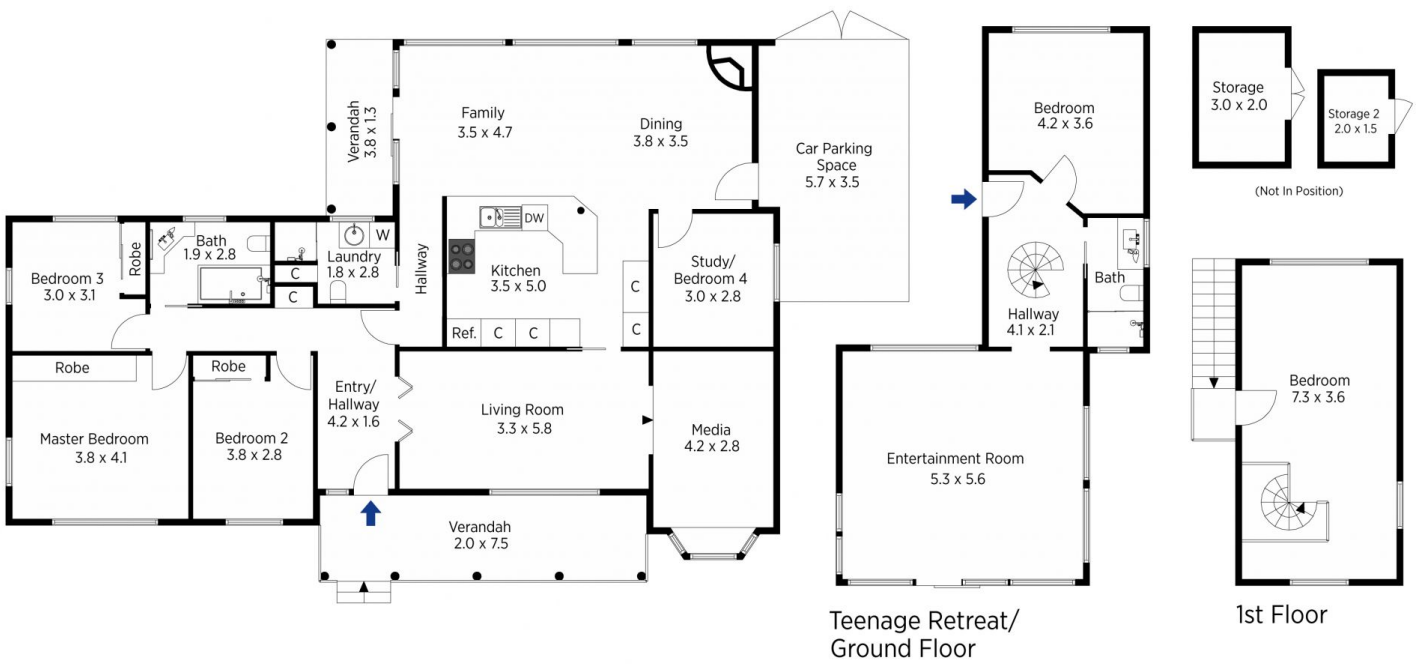 Verandah
3.8 x 1.3
Family
3.5 x 4.7
Dining
3.8 x 3.5
Car Parking
Space
5.7 x 3.5
Bedroom 3
3.0 x 3.1
Robe
Bath
1.9 x 2.8
C
C
Laundry
1.8 x 2.8
W
Hallway
DW
Kitchen
3.5 x 5.0
Ref.
C
C
C
C
Study/
Bedroom 4
3.0 x 2.8
Robe
Master Bedroom
3.8 x 4.1
Robe
Bedroom 2
3.8 x 2.8
Entry/
Hallway
4.2 x 1.6
Living Room
3.3 x 5.8
Media
4.2 x 2.8
Verandah
2.0 x 7.5
Bedroom
4.2 x 3.6
Bath
Hallway
4.1 x 2.1
Entertainment Room
5.3 x 5.6
Teenage Retreat/
Ground Floor
Storage
3.0 x 2.0
Storage 2
2.0 x 1.5
(Not In Position)
Bedroom
7.3 x 3.6
1st Floor